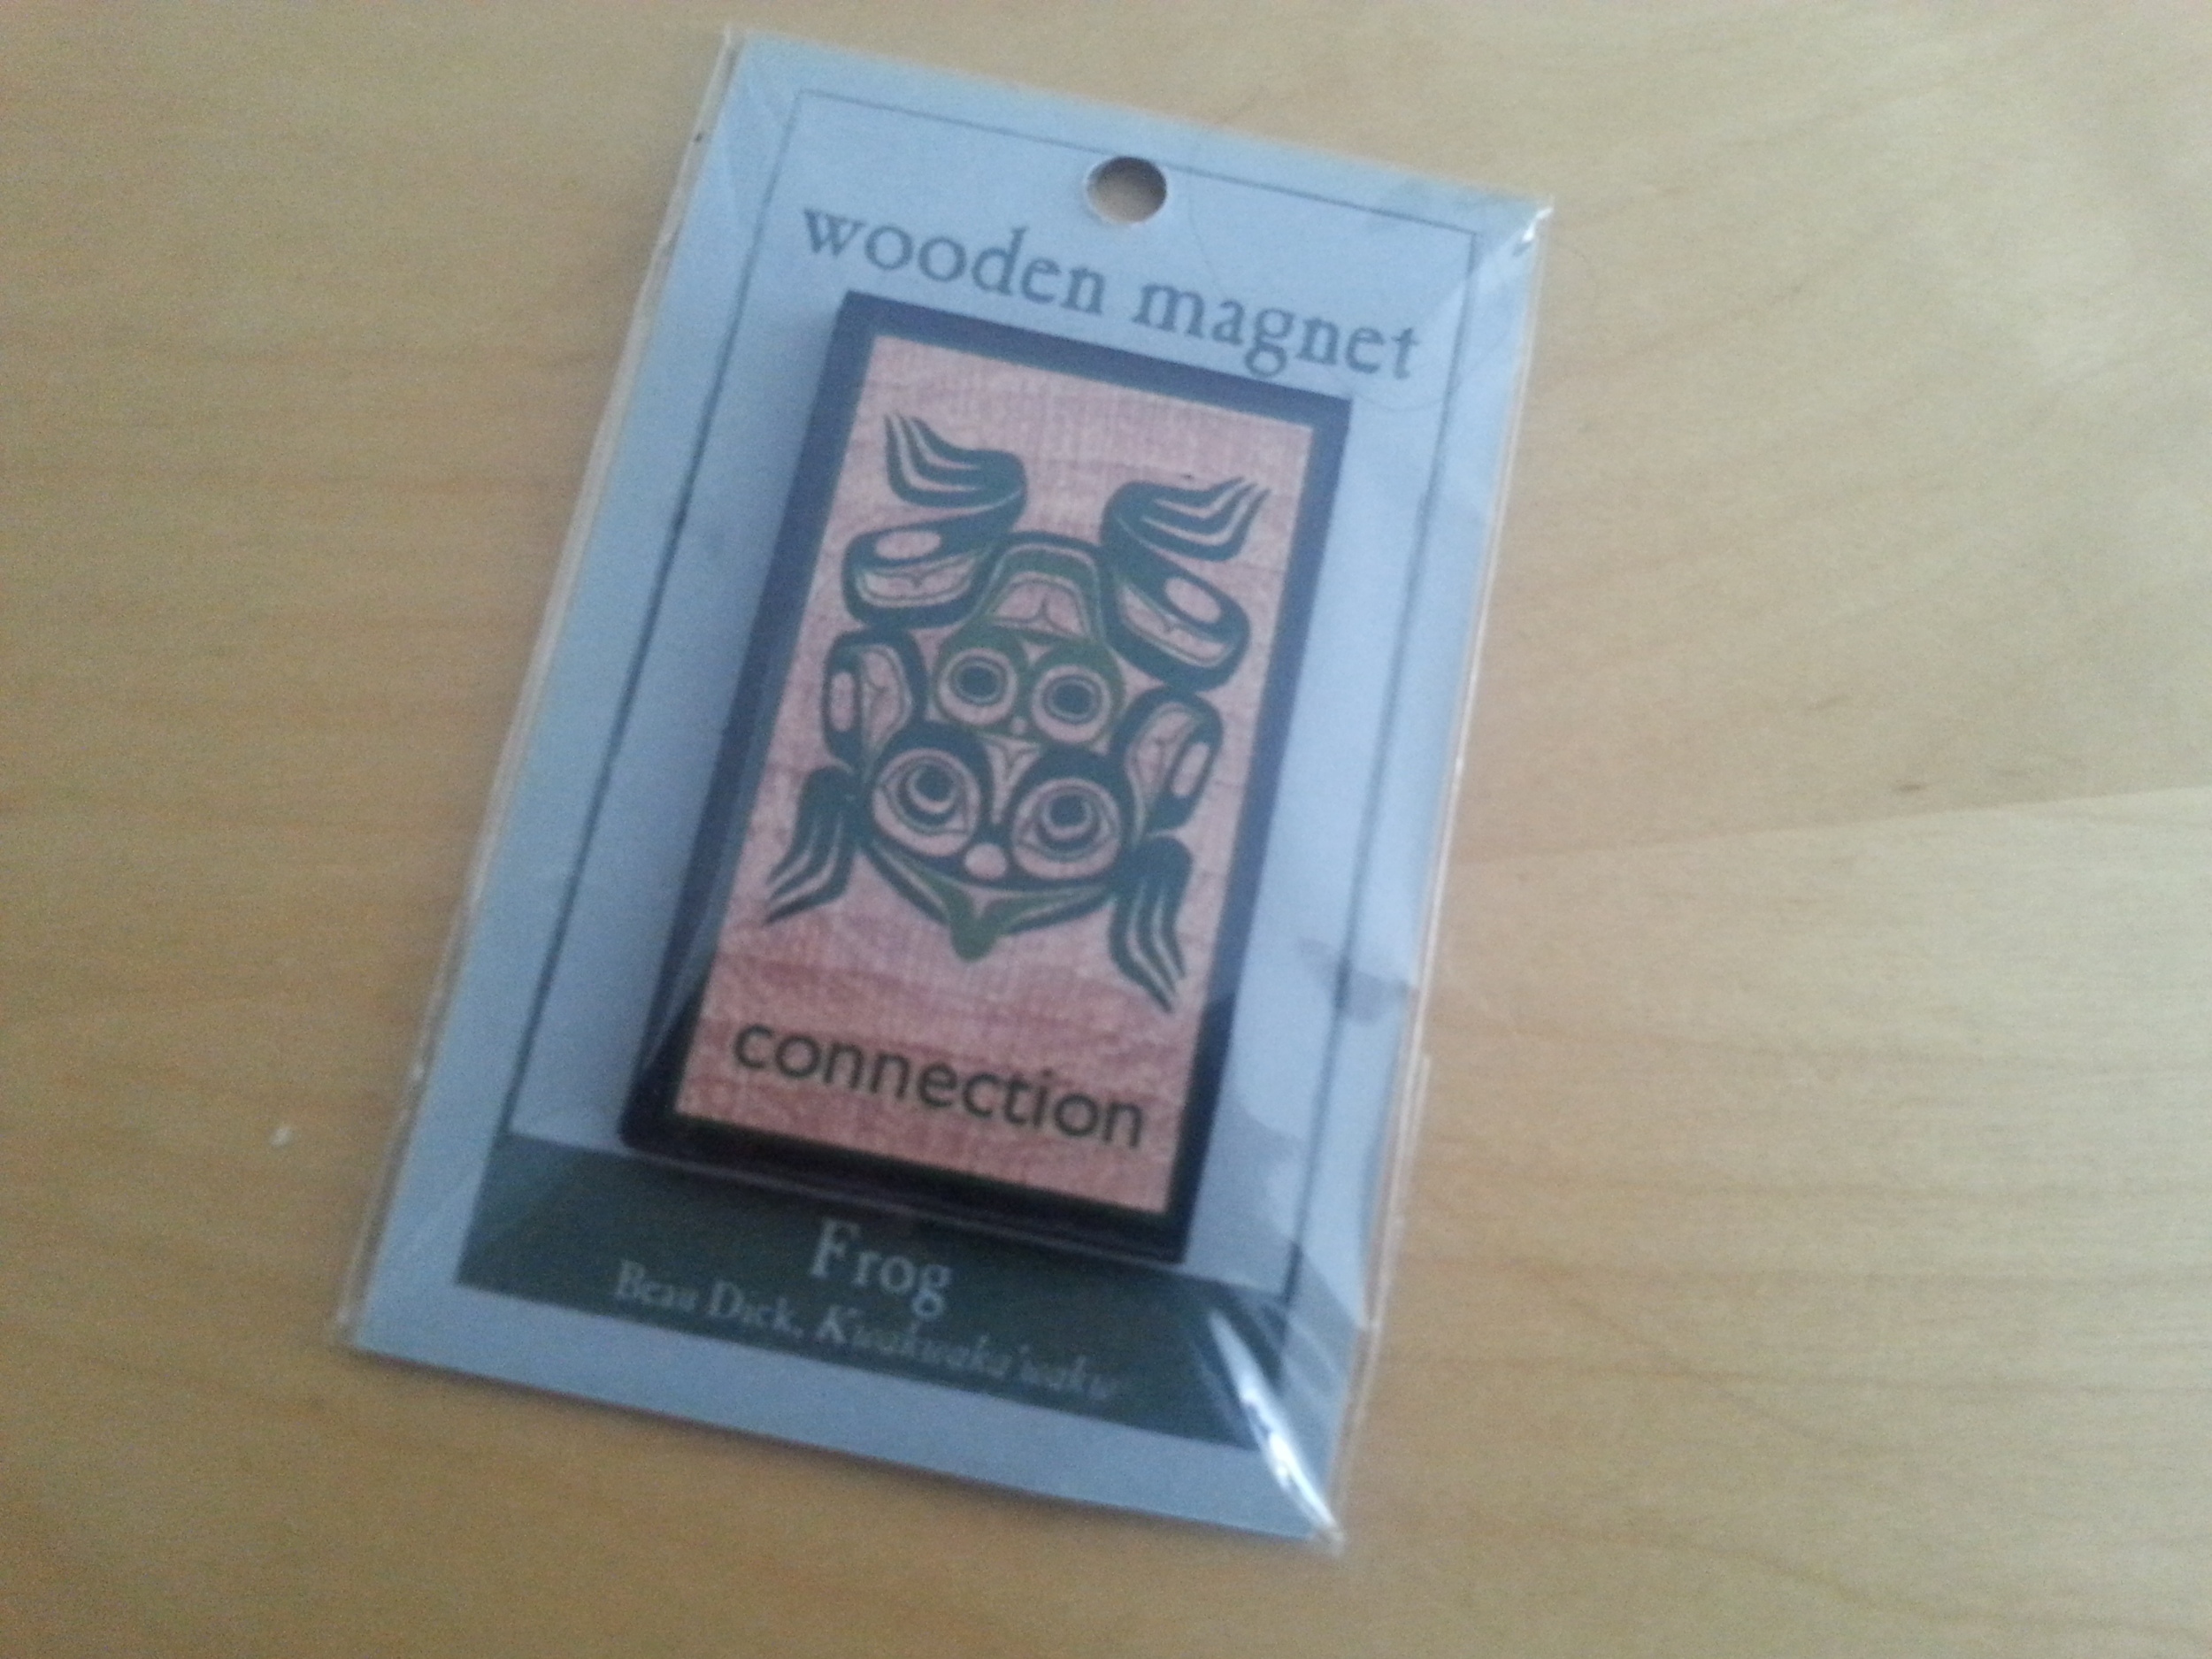 wooden magnet
connection
Frog
Beau Dick, Kwakwaka'wakw